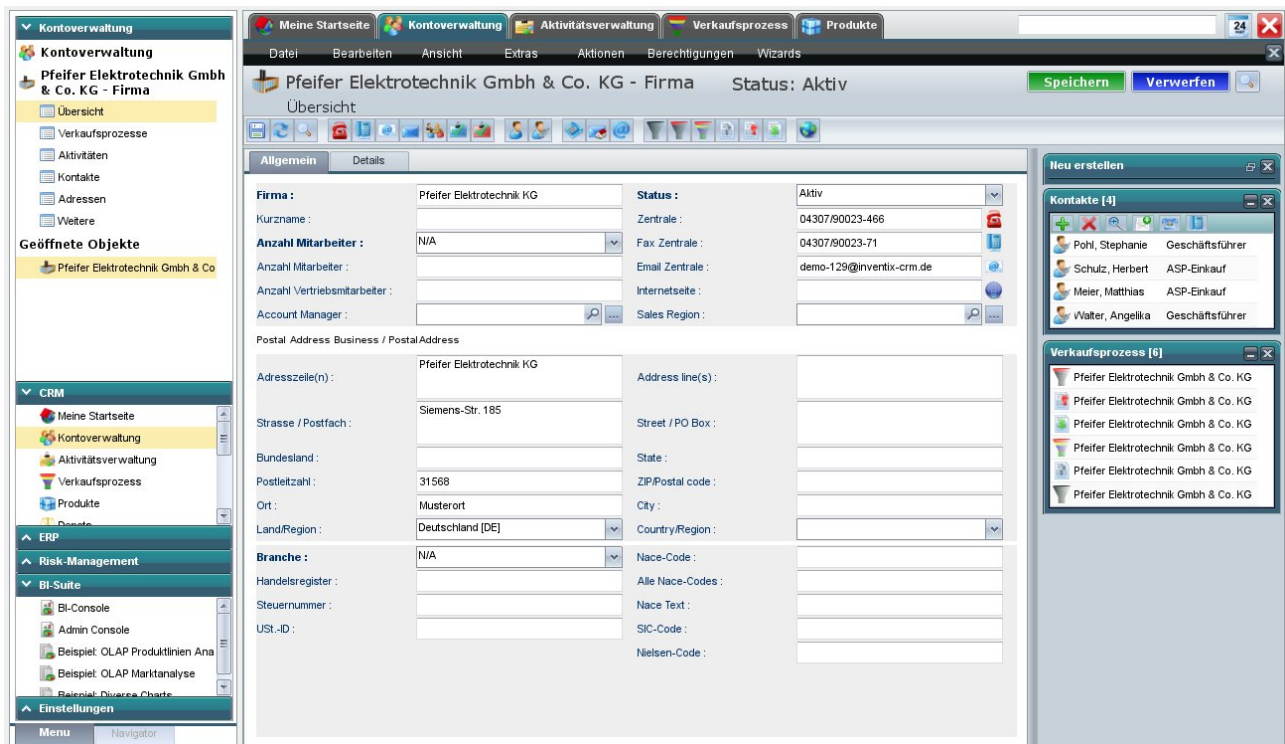 Kontoverwaltung
Kontoverwaltung
Pfeifer Elektrotechnik Gmbh
& Co. KG - Firma
Übersicht
Verkaufsprozesse
Aktivitäten
Kontakte
Adressen
Weitere
Geöffnete Objekte
Pfeifer Elektrotechnik Gmbh & Co
CRM
Meine Startseite
Kontoverwaltung
Aktivitätsverwaltung
Verkaufsprozess
Produkte
ERP
Risk-Management
BI-Suite
BI-Console
Admin Console
Beispiel: OLAP Produktlinien Ana
Beispiel: OLAP Marktanalyse
Beispiel: Diverse Charts
Einstellungen
Menu Navigator
Meine Startseite Kontoverwaltung Aktivitätsverwaltung Verkaufsprozess Produkte
24
Datei Bearbeiten Ansicht Extras Aktionen Berechtigungen Wizards
Pfeifer Elektrotechnik Gmbh & Co. KG - Firma Status: Aktiv
Speichern Verwerfen
Übersicht
Allgemein Details
Firma : Pfeifer Elektrotechnik KG Status : Aktiv
Kurzname : Zentrale : 04307/90023-466
Anzahl Mitarbeiter : N/A Fax Zentrale : 04307/90023-71
Anzahl Mitarbeiter : Email Zentrale : demo-129@inventix-crm.de
Anzahl Vertriebsmitarbeiter : Internetseite :
Account Manager : ... Sales Region : ...
Postal Address Business / Postal Address
Adresszeile(n) : Pfeifer Elektrotechnik KG Address line(s) :
Strasse / Postfach : Siemens-Str. 185 Street / PO Box :
Bundesland : State :
Postleitzahl : 31568 ZIP/Postal code :
Ort : Musterort City :
Land/Region : Deutschland [DE] Country/Region :
Branche : N/A Nace-Code :
Handelsregister : Alle Nace-Codes :
Steuernummer : Nace Text :
USt.-ID : SIC-Code :
Nielsen-Code :
Neu erstellen
Kontakte [4]
Pohl, Stephanie Geschäftsführer
Schulz, Herbert ASP-Einkauf
Meier, Matthias ASP-Einkauf
Walter, Angelika Geschäftsführer
Verkaufsprozess [6]
Pfeifer Elektrotechnik Gmbh & Co. KG
Pfeifer Elektrotechnik Gmbh & Co. KG
Pfeifer Elektrotechnik Gmbh & Co. KG
Pfeifer Elektrotechnik Gmbh & Co. KG
Pfeifer Elektrotechnik Gmbh & Co. KG
Pfeifer Elektrotechnik Gmbh & Co. KG